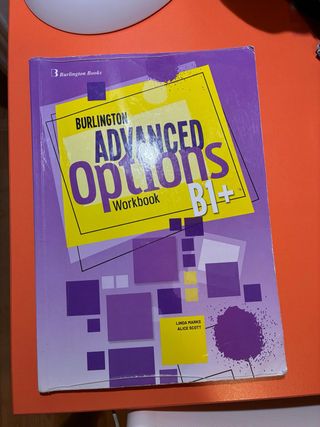 Burlington Books
BURLINGTON
ADVANCED
Options
Workbook B1+
LINDA MARKS
ALICE SCOTT